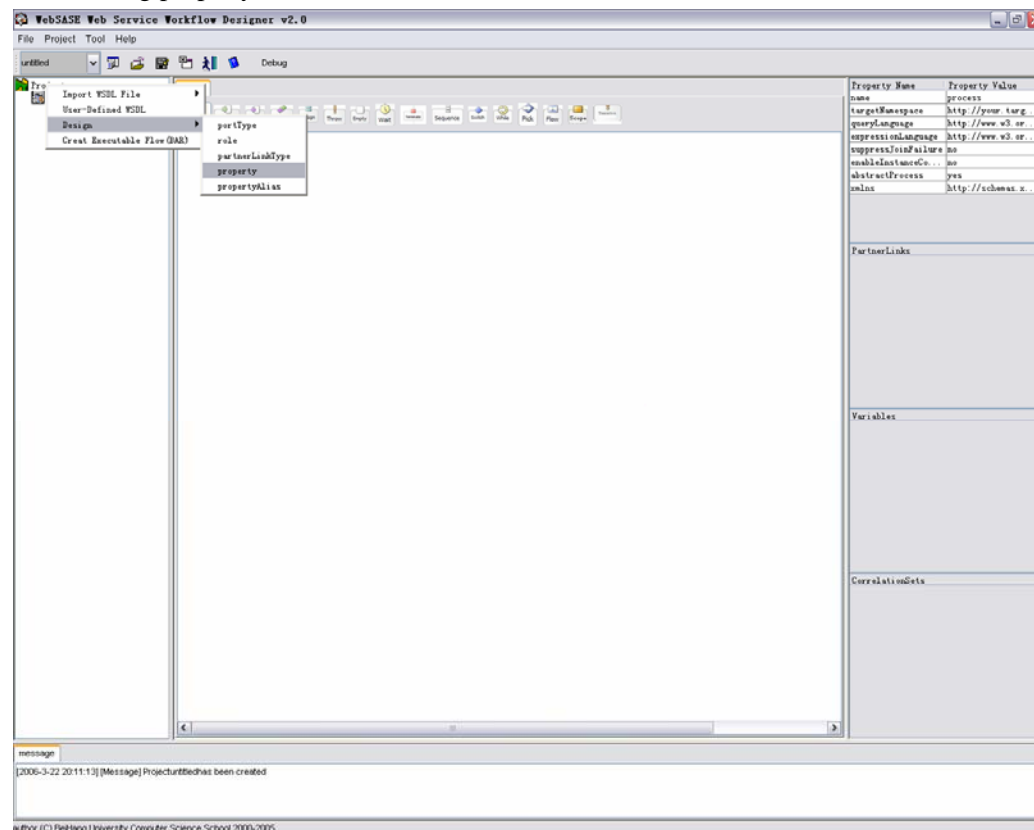 WebSASE Web Service Workflow Designer v2.0
File Project Tool Help
untitled Debug
Import WSDL File
User-Defined WSDL
Design
Creat Executable Flow(BAR)
portType
role
partnerLinkType
property
propertyAlias
Throw Empty Wait Sequence Switch While Pick Flow Scope
Property Name Property Value
name process
targetNamespace http://your.targ..
queryLanguage http://www.w3.or..
expressionLanguage http://www.w3.or..
suppressJoinFailure no
enableInstanceCo... no
abstractProcess yes
xmlns http://schemas.x..
PartnerLinks
Variables
CorrelationSets
message
[2006-3-22 20:11:13] [Message] Projectuntitledhas been created
author (C) BeiHang University Computer Science School 2000-2005